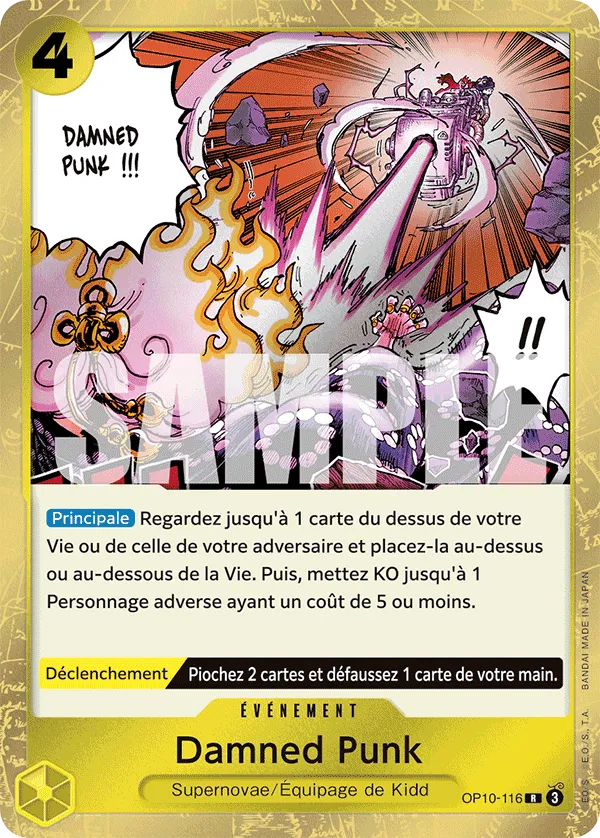 4
DAMNED
PUNK !!!
!!
SAMPLE
Principale Regardez jusqu'à 1 carte du dessus de votre
Vie ou de celle de votre adversaire et placez-la au-dessus
ou au-dessous de la Vie. Puis, mettez KO jusqu'à 1
Personnage adverse ayant un coût de 5 ou moins.
Déclenchement Piochez 2 cartes et défaussez 1 carte de votre main.
ÉVÉNEMENT
Damned Punk
Supernovae/Équipage de Kidd
OP10-116 R 3
BANDAI MADE IN JAPAN